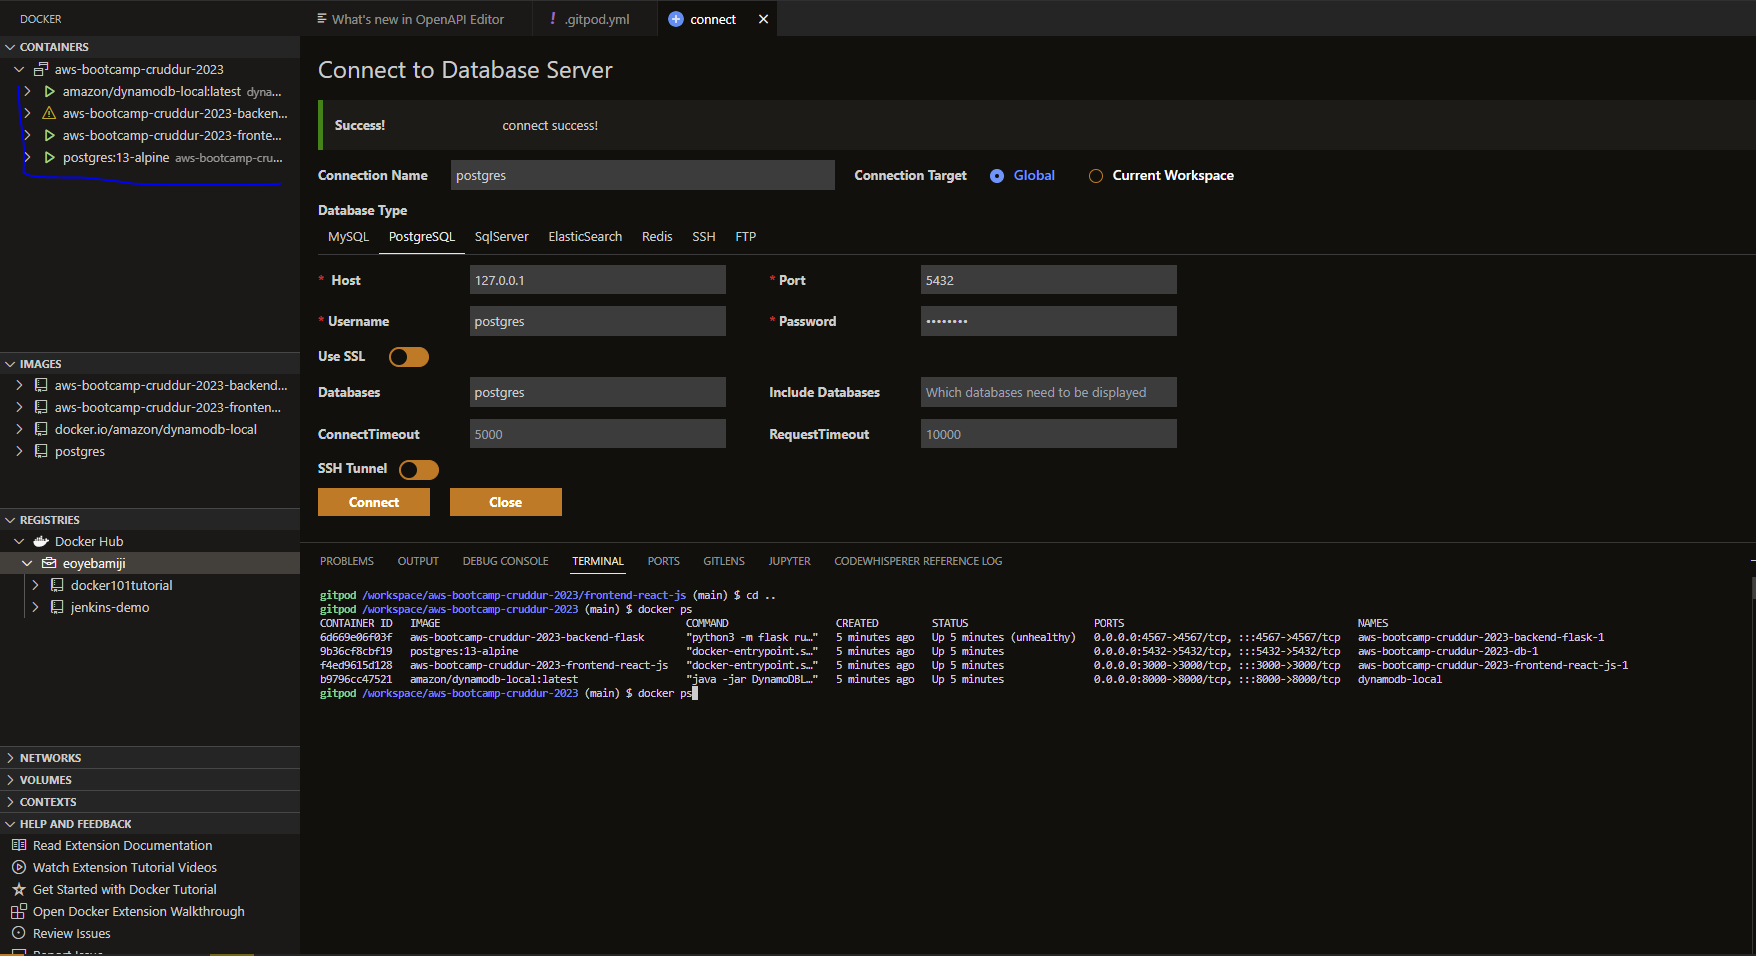 DOCKER
CONTAINERS
aws-bootcamp-cruddur-2023
amazon/dynamodb-local:latest dyna...
aws-bootcamp-cruddur-2023-backen...
aws-bootcamp-cruddur-2023-fronte...
postgres:13-alpine aws-bootcamp-cru...
IMAGES
aws-bootcamp-cruddur-2023-backend...
aws-bootcamp-cruddur-2023-fronten...
docker.io/amazon/dynamodb-local
postgres
REGISTRIES
Docker Hub
eoyebamiji
docker101tutorial
jenkins-demo
NETWORKS
VOLUMES
CONTEXTS
HELP AND FEEDBACK
Read Extension Documentation
Watch Extension Tutorial Videos
Get Started with Docker Tutorial
Open Docker Extension Walkthrough
Review Issues
Report Issue
What's new in OpenAPI Editor ! .gitpod.yml connect
Connect to Database Server
Success! connect success!
Connection Name postgres Connection Target Global Current Workspace
Database Type
MySQL PostgreSQL SqlServer ElasticSearch Redis SSH FTP
* Host 127.0.0.1 * Port 5432
* Username postgres * Password ••••••••
Use SSL
Databases postgres Include Databases Which databases need to be displayed
ConnectTimeout 5000 RequestTimeout 10000
SSH Tunnel
Connect Close
PROBLEMS OUTPUT DEBUG CONSOLE TERMINAL PORTS GITLENS JUPYTER CODEWHISPERER REFERENCE LOG
gitpod /workspace/aws-bootcamp-cruddur-2023/frontend-react-js (main) $ cd ..
gitpod /workspace/aws-bootcamp-cruddur-2023 (main) $ docker ps
CONTAINER ID IMAGE COMMAND CREATED STATUS PORTS NAMES
6d669e06f03f aws-bootcamp-cruddur-2023-backend-flask "python3 -m flask ru…" 5 minutes ago Up 5 minutes (unhealthy) 0.0.0.0:4567->4567/tcp, :::4567->4567/tcp aws-bootcamp-cruddur-2023-backend-flask-1
9b36cf8cbf19 postgres:13-alpine "docker-entrypoint.s…" 5 minutes ago Up 5 minutes 0.0.0.0:5432->5432/tcp, :::5432->5432/tcp aws-bootcamp-cruddur-2023-db-1
f4ed9615d128 aws-bootcamp-cruddur-2023-frontend-react-js "docker-entrypoint.s…" 5 minutes ago Up 5 minutes 0.0.0.0:3000->3000/tcp, :::3000->3000/tcp aws-bootcamp-cruddur-2023-frontend-react-js-1
b9796cc47521 amazon/dynamodb-local:latest "java -jar DynamoDBL…" 5 minutes ago Up 5 minutes 0.0.0.0:8000->8000/tcp, :::8000->8000/tcp dynamodb-local
gitpod /workspace/aws-bootcamp-cruddur-2023 (main) $ docker ps